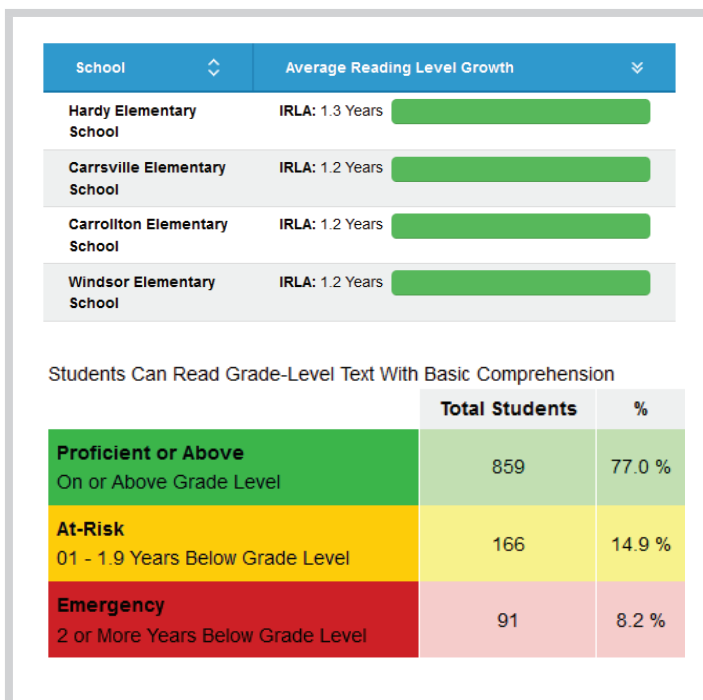 School Average Reading Level Growth
Hardy Elementary School IRLA: 1.3 Years
Carrsville Elementary School IRLA: 1.2 Years
Carrollton Elementary School IRLA: 1.2 Years
Windsor Elementary School IRLA: 1.2 Years
Students Can Read Grade-Level Text With Basic Comprehension
Total Students %
Proficient or Above
On or Above Grade Level
859 77.0 %
At-Risk
01 - 1.9 Years Below Grade Level
166 14.9 %
Emergency
2 or More Years Below Grade Level
91 8.2 %